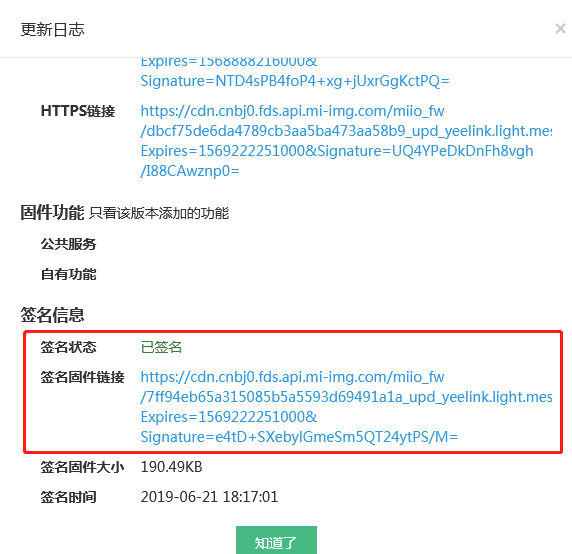 更新日志
×
Expires=1568888216000&
Signature=NTD4sPB4foP4+xg+jUxrGgKctPQ=
HTTPS链接 https://cdn.cnbj0.fds.api.mi-img.com/miio_fw
/dbcf75de6da4789cb3aa5ba473aa58b9_upd_yeelink.light.mes
Expires=1569222251000&Signature=UQ4YPeDkDnFh8vgh
/I88CAwznp0=
固件功能 只看该版本添加的功能
公共服务
自有功能
签名信息
签名状态 已签名
签名固件链接 https://cdn.cnbj0.fds.api.mi-img.com/miio_fw
/7ff94eb65a315085b5a5593d69491a1a_upd_yeelink.light.mes
Expires=1569222251000&
Signature=e4tD+SXebylGmeSm5QT24ytPS/M=
签名固件大小 190.49KB
签名时间 2019-06-21 18:17:01
知道了